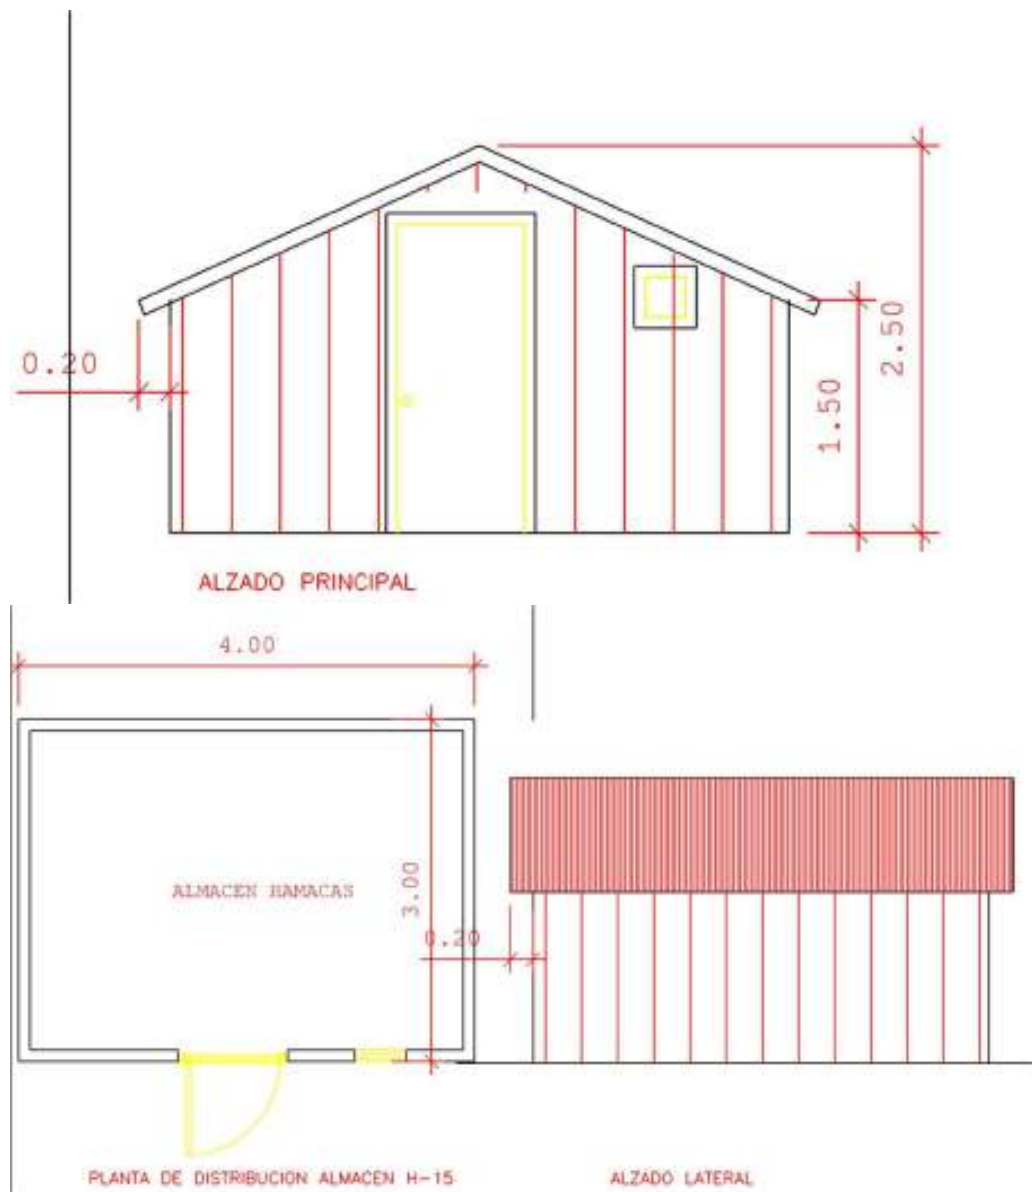 2.50
0.20
1.50
ALZADO PRINCIPAL
4.00
3.00
ALMACEN HAMACAS
0.20
PLANTA DE DISTRIBUCION ALMACEN H-15
ALZADO LATERAL